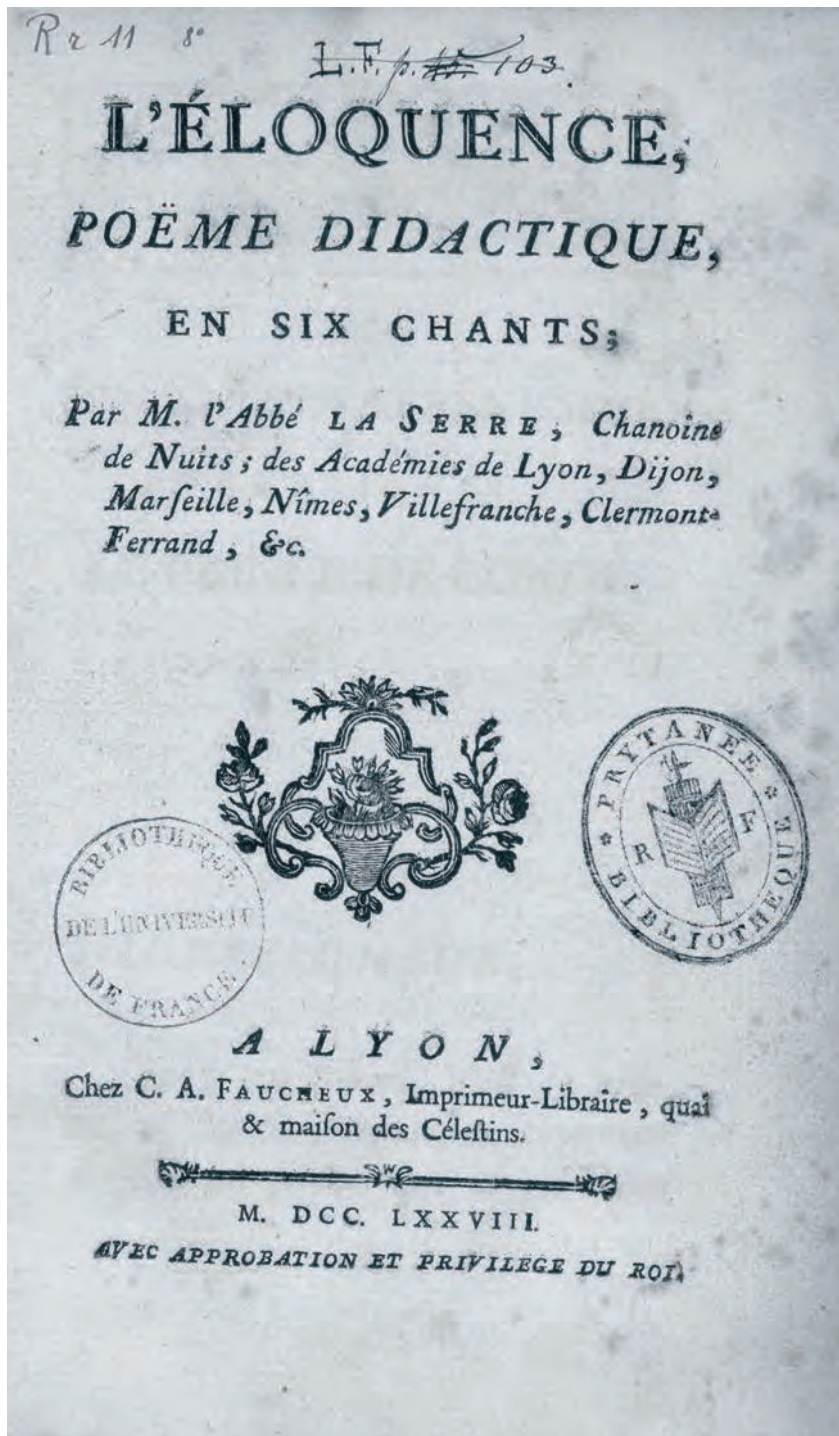 R r 11 8°
L.F. p. 103.
L'ÉLOQUENCE,
POËME DIDACTIQUE,
EN SIX CHANTS;
Par M. l'Abbé LA SERRE, Chanoine
de Nuits; des Académies de Lyon, Dijon,
Marſeille, Nîmes, Villefranche, Clermont-
Ferrand, &c.
PRYTANÉE
R F
BIBLIOTHEQUE
BIBLIOTHEQUE
DE L'UNIVERSITE
DE FRANCE.
A LYON,
Chez C. A. FAUCHEUX, Imprimeur-Libraire, quai
& maiſon des Céleſtins.
M. DCC. LXXVIII.
AVEC APPROBATION ET PRIVILEGE DU ROI.